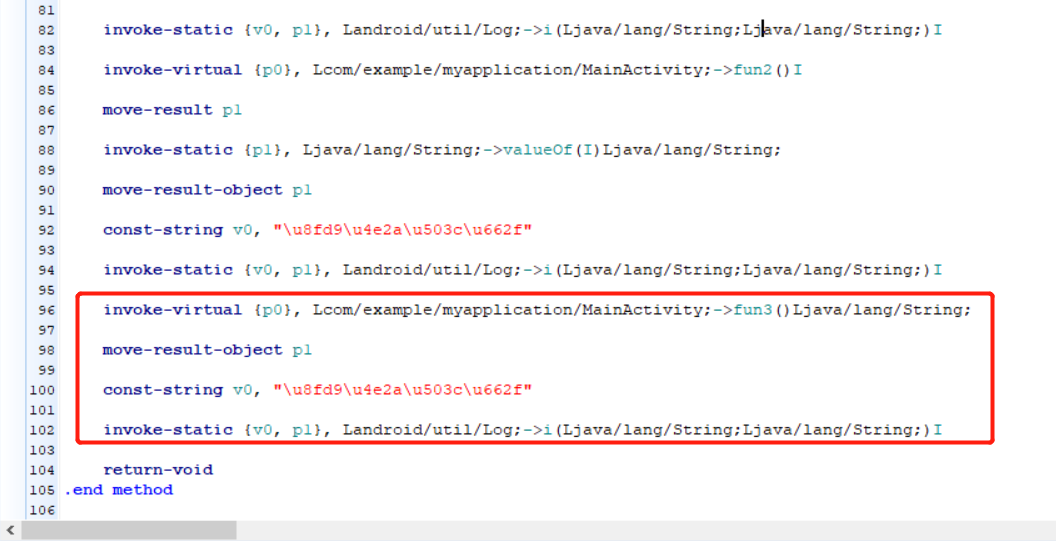 81
82 invoke-static {v0, p1}, Landroid/util/Log;->i(Ljava/lang/String;Ljava/lang/String;)I
83
84 invoke-virtual {p0}, Lcom/example/myapplication/MainActivity;->fun2()I
85
86 move-result p1
87
88 invoke-static {p1}, Ljava/lang/String;->valueOf(I)Ljava/lang/String;
89
90 move-result-object p1
91
92 const-string v0, "\u8fd9\u4e2a\u503c\u662f"
93
94 invoke-static {v0, p1}, Landroid/util/Log;->i(Ljava/lang/String;Ljava/lang/String;)I
95
96 invoke-virtual {p0}, Lcom/example/myapplication/MainActivity;->fun3()Ljava/lang/String;
97
98 move-result-object p1
99
100 const-string v0, "\u8fd9\u4e2a\u503c\u662f"
101
102 invoke-static {v0, p1}, Landroid/util/Log;->i(Ljava/lang/String;Ljava/lang/String;)I
103
104 return-void
105 .end method
106